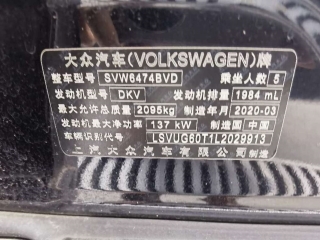 大众汽车(VOLKSWAGEN)牌
整车型号 SVW6474BVD 乘坐人数 5
发动机型号 DKV 发动机排量 1984 mL
最大允许总质量 2095kg 制造年月 2020-03
发动机最大净功率 137 kW 制造国 中国
车辆识别代号 LSVUG60T1L2029913
上汽大众汽车有限公司制造